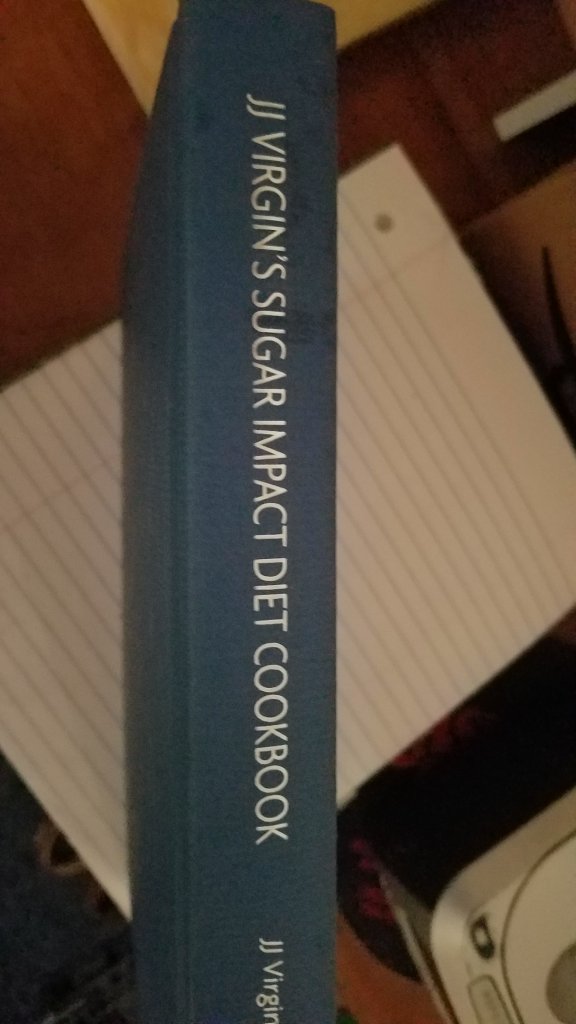 JJ VIRGIN'S SUGAR IMPACT DIET COOKBOOK
JJ Virgin